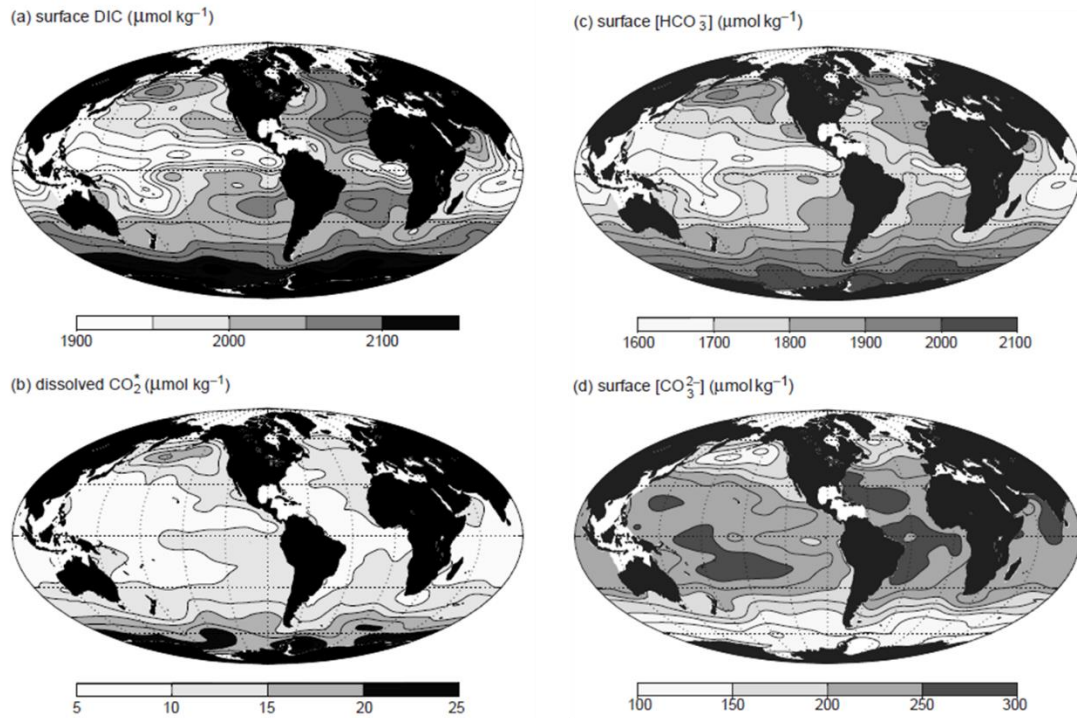 (a) surface DIC (μmol kg⁻¹)
1900 2000 2100
(b) dissolved CO₂* (μmol kg⁻¹)
5 10 15 20 25
(c) surface [HCO₃⁻] (μmol kg⁻¹)
1600 1700 1800 1900 2000 2100
(d) surface [CO₃²⁻] (μmol kg⁻¹)
100 150 200 250 300